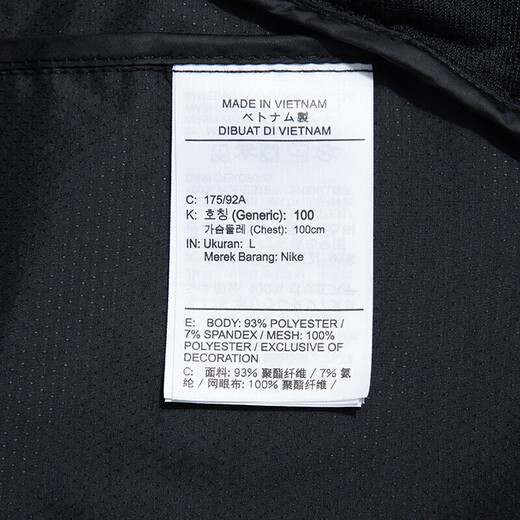 MADE IN VIETNAM
ベトナム製
DIBUAT DI VIETNAM
C: 175/92A
K: 호칭 (Generic): 100
가슴둘레 (Chest): 100cm
IN: Ukuran: L
Merek Barang: Nike
E: BODY: 93% POLYESTER /
7% SPANDEX / MESH: 100%
POLYESTER / EXCLUSIVE OF
DECORATION
C: 面料: 93% 聚酯纤维 / 7% 氨
纶 / 网眼布: 100% 聚酯纤维 /